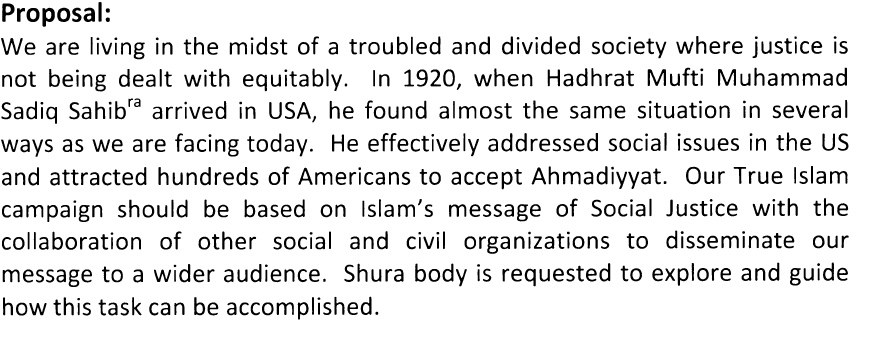 Proposal:
We are living in the midst of a troubled and divided society where justice is
not being dealt with equitably.  In 1920, when Hadhrat Mufti Muhammad
Sadiq Sahibra arrived in USA, he found almost the same situation in several
ways as we are facing today.  He effectively addressed social issues in the US
and attracted hundreds of Americans to accept Ahmadiyyat.  Our True Islam
campaign should be based on Islam's message of Social Justice with the
collaboration of other social and civil organizations to disseminate our
message to a wider audience.  Shura body is requested to explore and guide
how this task can be accomplished.